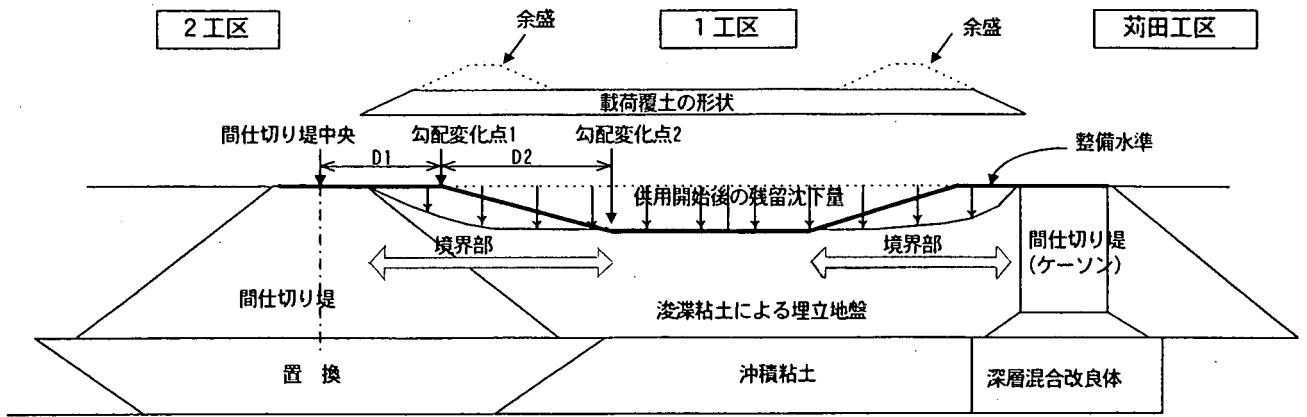 2工区
余盛
1工区
余盛
苅田工区
載荷覆土の形状
間仕切り堤中央
勾配変化点1
勾配変化点2
整備水準
D1
D2
併用開始後の残留沈下量
境界部
境界部
間仕切り堤
(ケーソン)
間仕切り堤
浚渫粘土による埋立地盤
置 換
沖積粘土
深層混合改良体